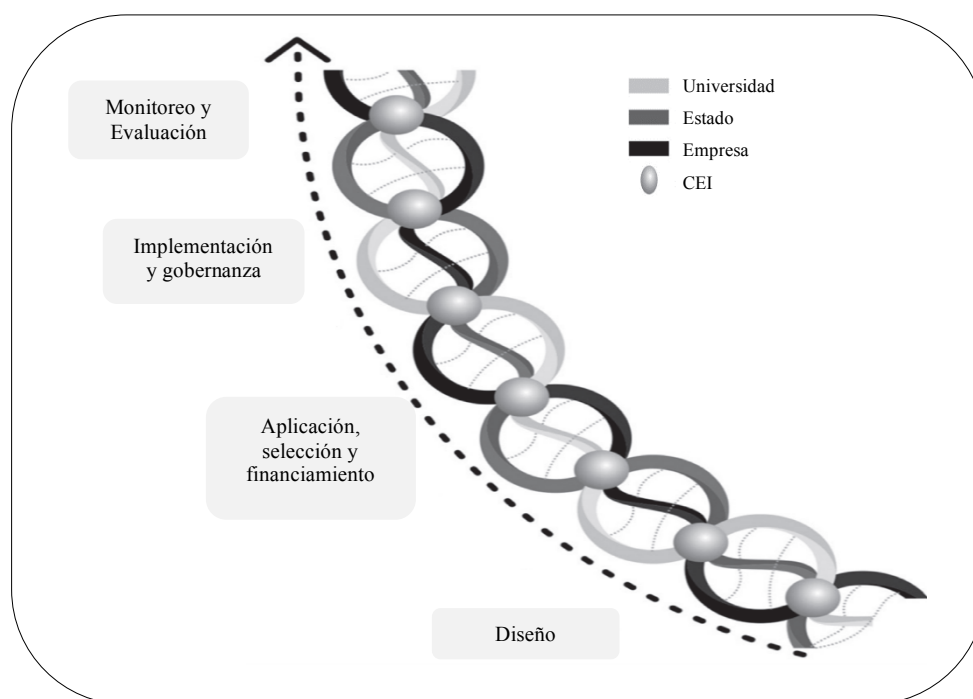 Monitoreo y
Evaluación
Universidad
Estado
Empresa
CEI
Implementación
y gobernanza
Aplicación,
selección y
financiamiento
Diseño